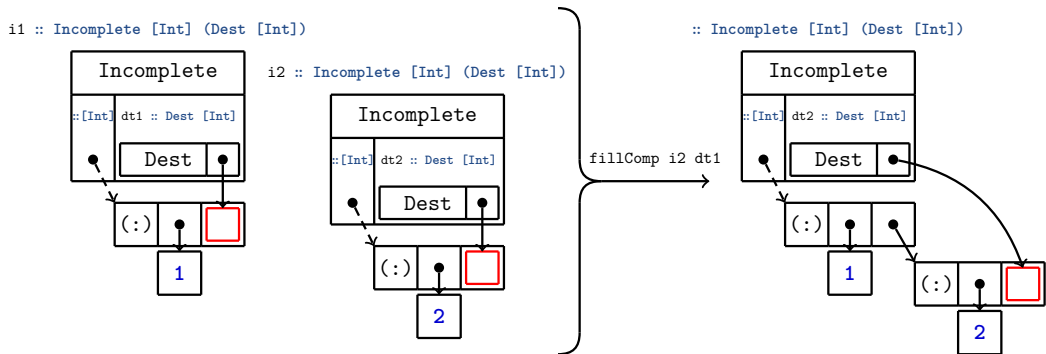 i1 :: Incomplete [Int] (Dest [Int])
Incomplete
::[Int] dt1 :: Dest [Int]
Dest
(:)
1
i2 :: Incomplete [Int] (Dest [Int])
Incomplete
::[Int] dt2 :: Dest [Int]
Dest
(:)
2
fillComp i2 dt1
:: Incomplete [Int] (Dest [Int])
Incomplete
::[Int] dt2 :: Dest [Int]
Dest
(:)
1
(:)
2